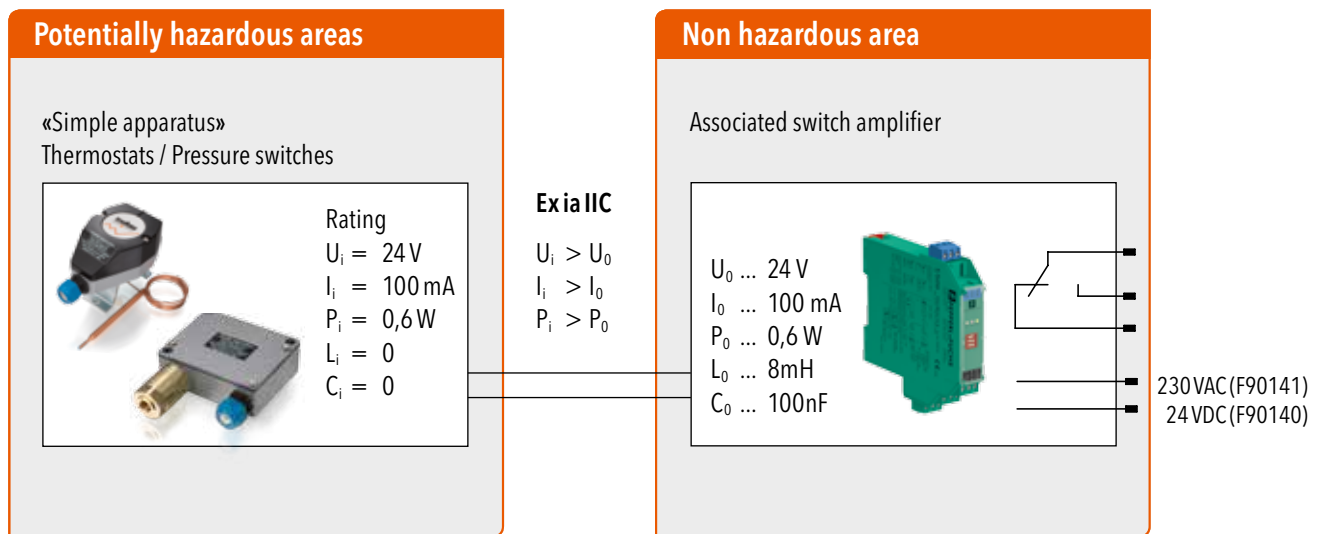 Potentially hazardous areas
«Simple apparatus»
Thermostats / Pressure switches
Rating
Uᵢ = 24 V
Iᵢ = 100 mA
Pᵢ = 0,6 W
Lᵢ = 0
Cᵢ = 0
Ex ia IIC
Uᵢ > U₀
Iᵢ > I₀
Pᵢ > P₀
Non hazardous area
Associated switch amplifier
U₀ ... 24 V
I₀ ... 100 mA
P₀ ... 0,6 W
L₀ ... 8mH
C₀ ... 100nF
230 VAC (F90141)
24 VDC (F90140)